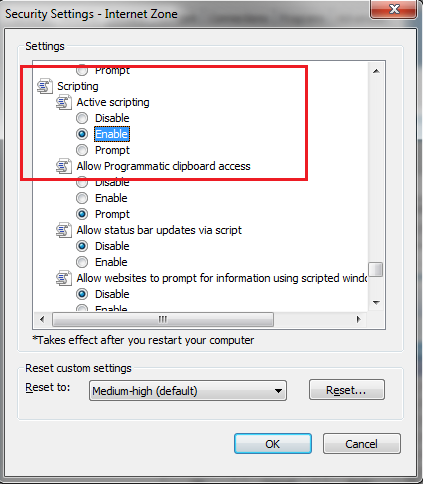 Security Settings - Internet Zone
Settings
Prompt
Scripting
Active scripting
Disable
Enable
Prompt
Allow Programmatic clipboard access
Disable
Enable
Prompt
Allow status bar updates via script
Disable
Enable
Allow websites to prompt for information using scripted windo
Disable
Enable
*Takes effect after you restart your computer
Reset custom settings
Reset to:
Medium-high (default)
Reset...
OK
Cancel